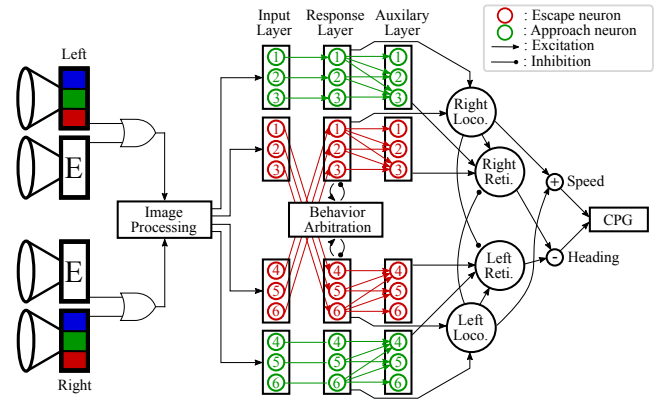 Left
E
Image
Processing
E
Right
Input
Layer
Response
Layer
Auxilary Layer
: Escape neuron
: Approach neuron
: Excitation
: Inhibition
1 1 1
2 2 2
3 3 3
1 1 1
2 2 2
3 3 3
Behavior
Arbitration
4 4 4
5 5 5
6 6 6
4 4 4
5 5 5
6 6 6
Right
Loco.
Right
Reti.
Left
Reti.
Left
Loco.
+ Speed
- Heading
CPG